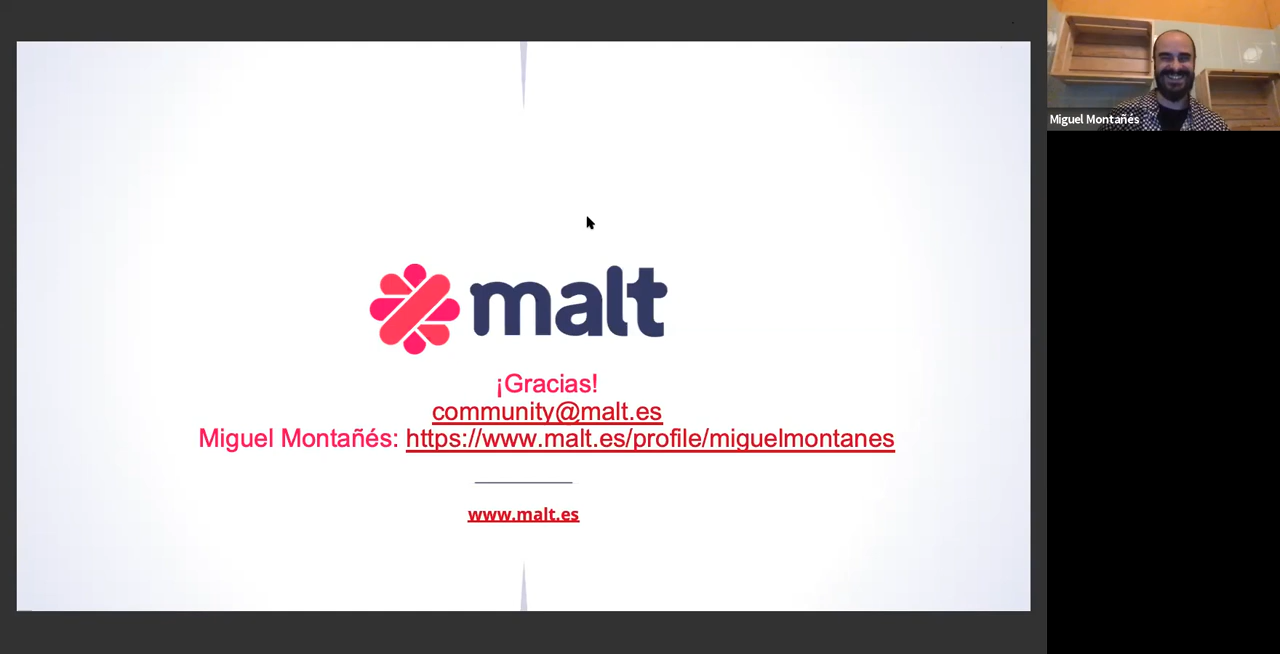 malt
¡Gracias!
community@malt.es
Miguel Montañés: https://www.malt.es/profile/miguelmontanes
www.malt.es
Miguel Montañés